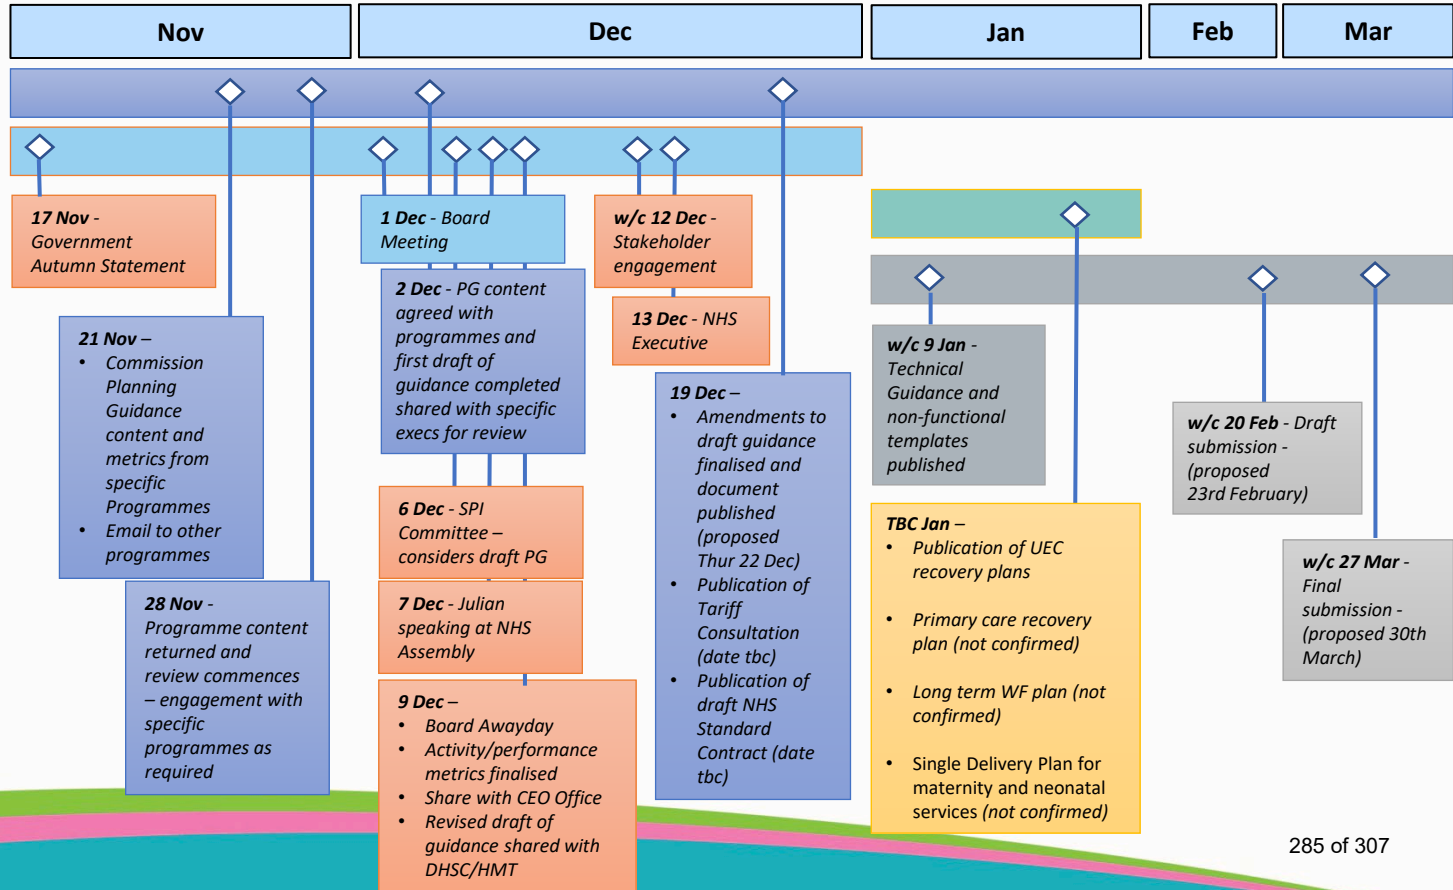 Nov
Dec
Jan
Feb
Mar
17 Nov -
Government
Autumn Statement
21 Nov –
• Commission
Planning
Guidance
content and
metrics from
specific
Programmes
• Email to other
programmes
28 Nov -
Programme content
returned and
review commences
– engagement with
specific
programmes as
required
1 Dec - Board
Meeting
2 Dec - PG content
agreed with
programmes and
first draft of
guidance completed
shared with specific
execs for review
6 Dec - SPI
Committee –
considers draft PG
7 Dec - Julian
speaking at NHS
Assembly
9 Dec –
• Board Awayday
• Activity/performance
metrics finalised
• Share with CEO Office
• Revised draft of
guidance shared with
DHSC/HMT
w/c 12 Dec -
Stakeholder
engagement
13 Dec - NHS
Executive
19 Dec –
• Amendments to
draft guidance
finalised and
document
published
(proposed
Thur 22 Dec)
• Publication of
Tariff
Consultation
(date tbc)
• Publication of
draft NHS
Standard
Contract (date
tbc)
w/c 9 Jan -
Technical
Guidance and
non-functional
templates
published
TBC Jan –
• Publication of UEC
recovery plans
• Primary care recovery
plan (not confirmed)
• Long term WF plan (not
confirmed)
• Single Delivery Plan for
maternity and neonatal
services (not confirmed)
w/c 20 Feb - Draft
submission -
(proposed
23rd February)
w/c 27 Mar -
Final
submission -
(proposed 30th
March)
285 of 307